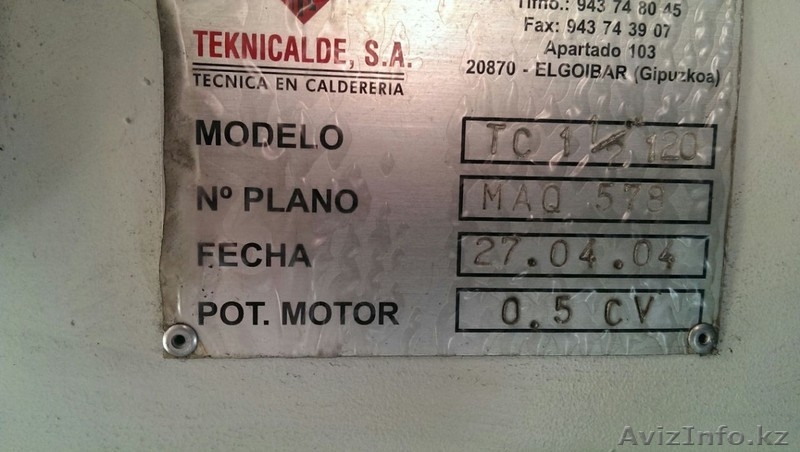 Tlfno.: 943 74 80 45
Fax: 943 74 39 07
Apartado 103
20870 - ELGOIBAR (Gipuzkoa)
TEKNICALDE, S.A.
TECNICA EN CALDERERIA
MODELO TC 1 1/2" 120
Nº PLANO MAQ 578
FECHA 27.04.04
POT. MOTOR 0.5 CV
AvizInfo.kz